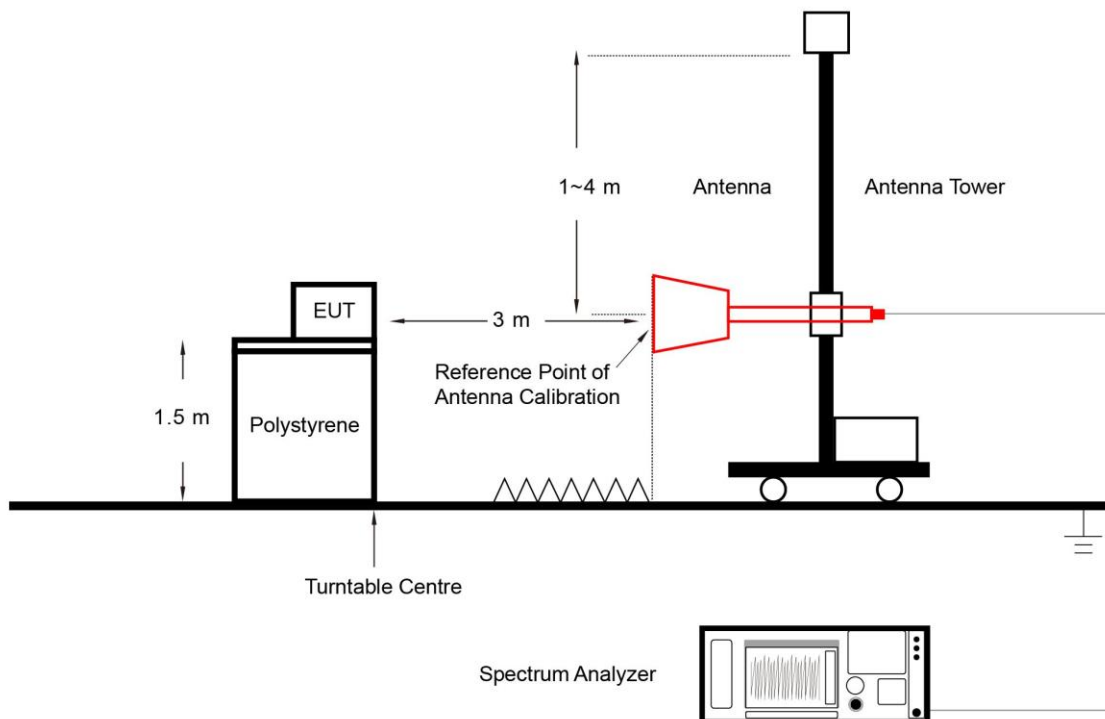 1~4 m
Antenna
Antenna Tower
EUT
3 m
Reference Point of
Antenna Calibration
1.5 m
Polystyrene
Turntable Centre
Spectrum Analyzer